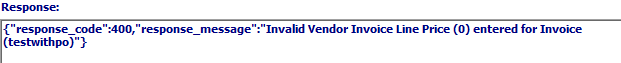 Response:
{"response_code":400,"response_message":"Invalid Vendor Invoice Line Price (0) entered for Invoice
(testwithpo)"}